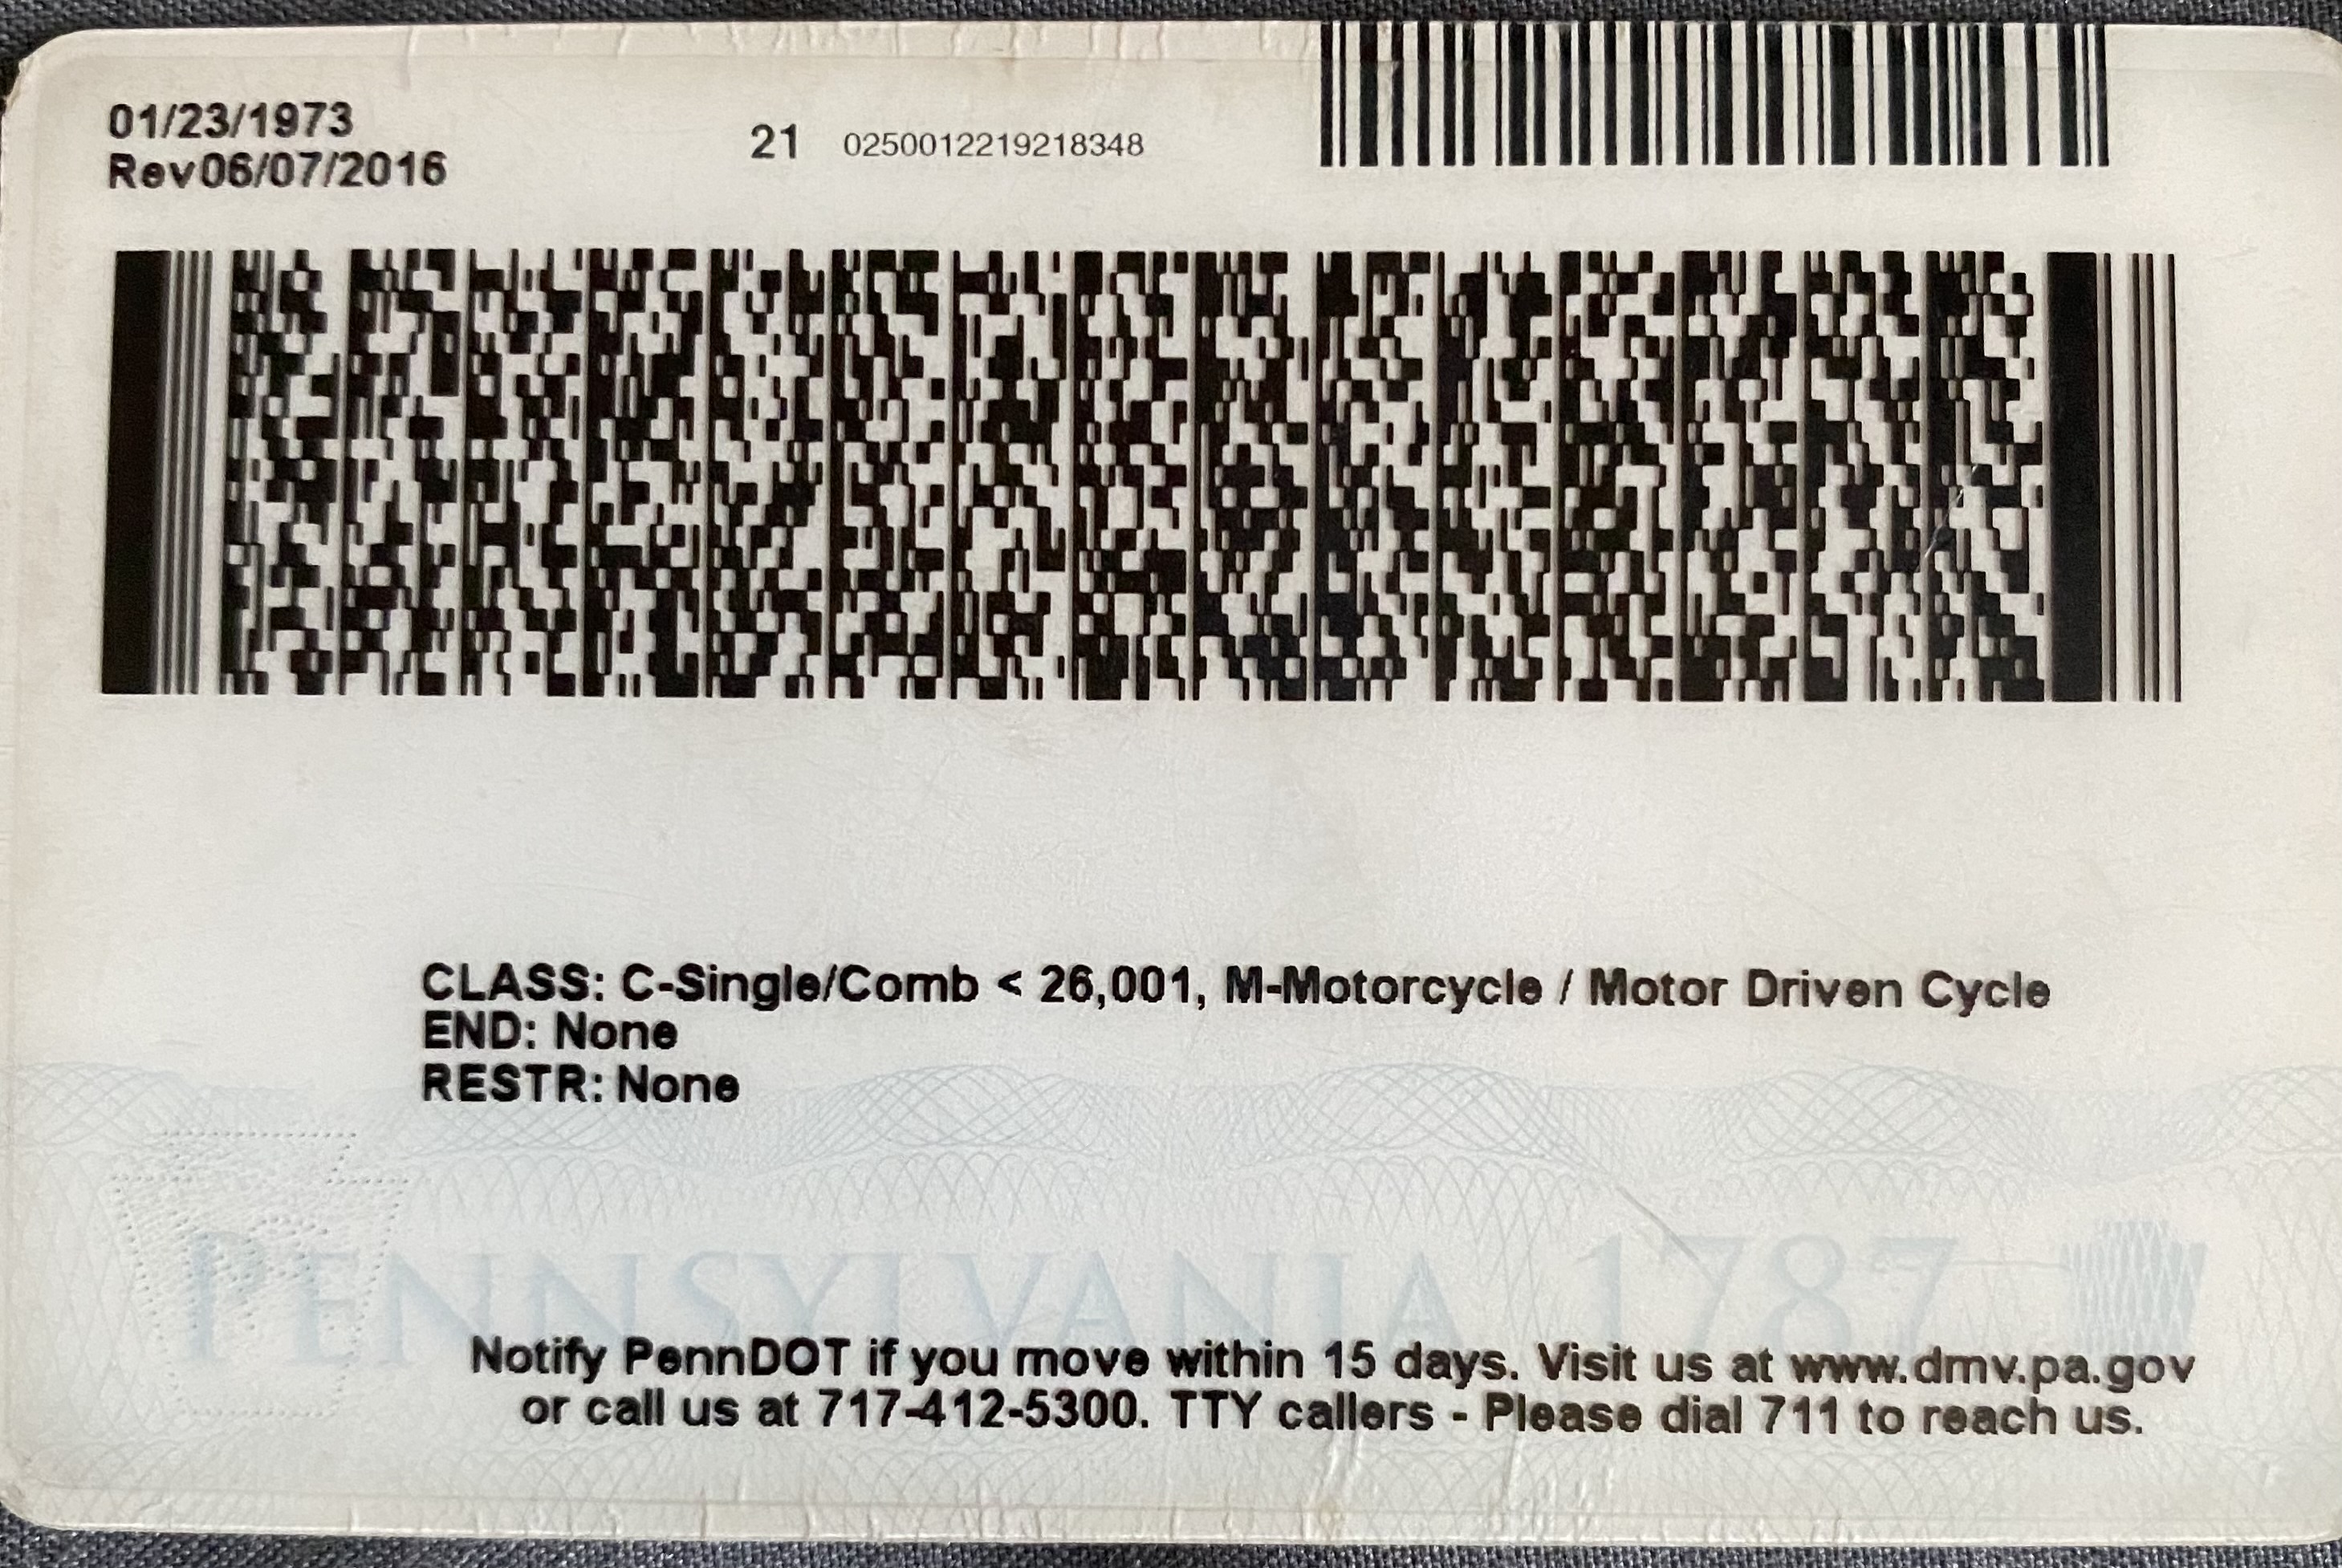 01/23/1973
Rev06/07/2016
21 0250012219218348
CLASS: C-Single/Comb < 26,001, M-Motorcycle / Motor Driven Cycle
END: None
RESTR: None
PENNSYLVANIA 1787
Notify PennDOT if you move within 15 days. Visit us at www.dmv.pa.gov
or call us at 717-412-5300. TTY callers - Please dial 711 to reach us.